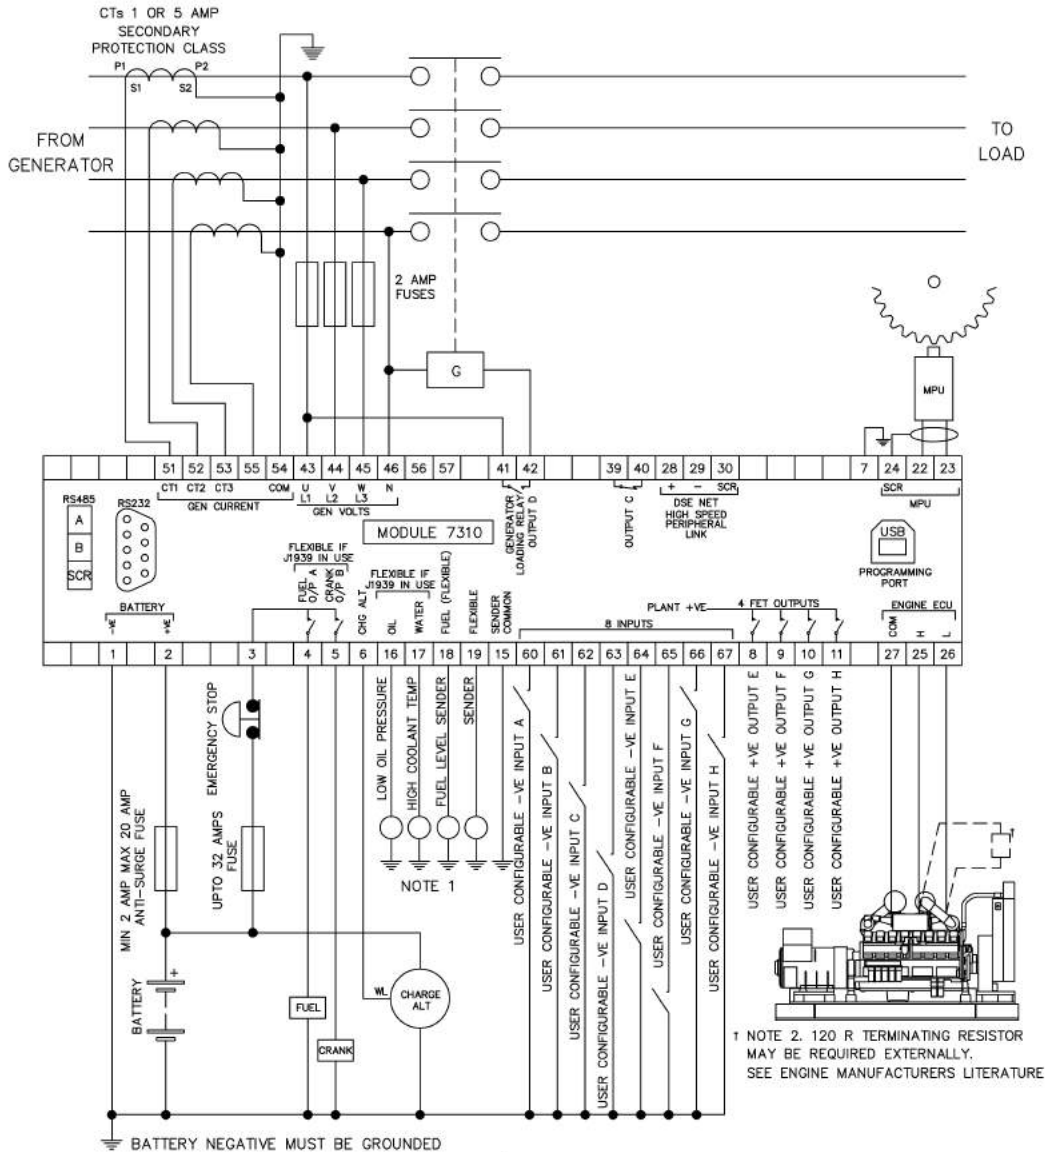 CTs 1 OR 5 AMP
SECONDARY
PROTECTION CLASS
P1 P2
S1 S2
FROM
GENERATOR
TO
LOAD
2 AMP
FUSES
G
MPU
51 52 53 55 54 43 44 45 46 56 57 41 42 39 40 28 29 30 7 24 22 23
CT1 CT2 CT3 COM
GEN CURRENT
U V W N
L1 L2 L3
GEN VOLTS
GENERATOR
LOADING RELAY/
OUTPUT D
OUTPUT C
+ - SCR
DSE NET
HIGH SPEED
PERIPHERAL
LINK
SCR
MPU
RS485
A
B
SCR
RS232
MODULE 7310
USB
PROGRAMMING
PORT
FLEXIBLE IF
J1939 IN USE
FUEL
O/P A
CRANK
O/P B
CHG ALT
FLEXIBLE IF
J1939 IN USE
OIL
WATER
FUEL (FLEXIBLE)
FLEXIBLE
SENDER
COMMON
BATTERY
-VE
+VE
8 INPUTS
PLANT +VE
4 FET OUTPUTS
ENGINE ECU
COM
H
L
1 2 3 4 5 6 16 17 18 19 15 60 61 62 63 64 65 66 67 8 9 10 11 27 25 26
EMERGENCY STOP
MIN 2 AMP MAX 20 AMP
ANTI-SURGE FUSE
UPTO 32 AMPS
FUSE
LOW OIL PRESSURE
HIGH COOLANT TEMP
FUEL LEVEL SENDER
SENDER
NOTE 1
USER CONFIGURABLE -VE INPUT A
USER CONFIGURABLE -VE INPUT B
USER CONFIGURABLE -VE INPUT C
USER CONFIGURABLE -VE INPUT D
USER CONFIGURABLE -VE INPUT E
USER CONFIGURABLE -VE INPUT F
USER CONFIGURABLE -VE INPUT G
USER CONFIGURABLE -VE INPUT H
USER CONFIGURABLE +VE OUTPUT E
USER CONFIGURABLE +VE OUTPUT F
USER CONFIGURABLE +VE OUTPUT G
USER CONFIGURABLE +VE OUTPUT H
+
BATTERY
WL
CHARGE
ALT
FUEL
CRANK
†
† NOTE 2. 120 R TERMINATING RESISTOR
MAY BE REQUIRED EXTERNALLY.
SEE ENGINE MANUFACTURERS LITERATURE
BATTERY NEGATIVE MUST BE GROUNDED